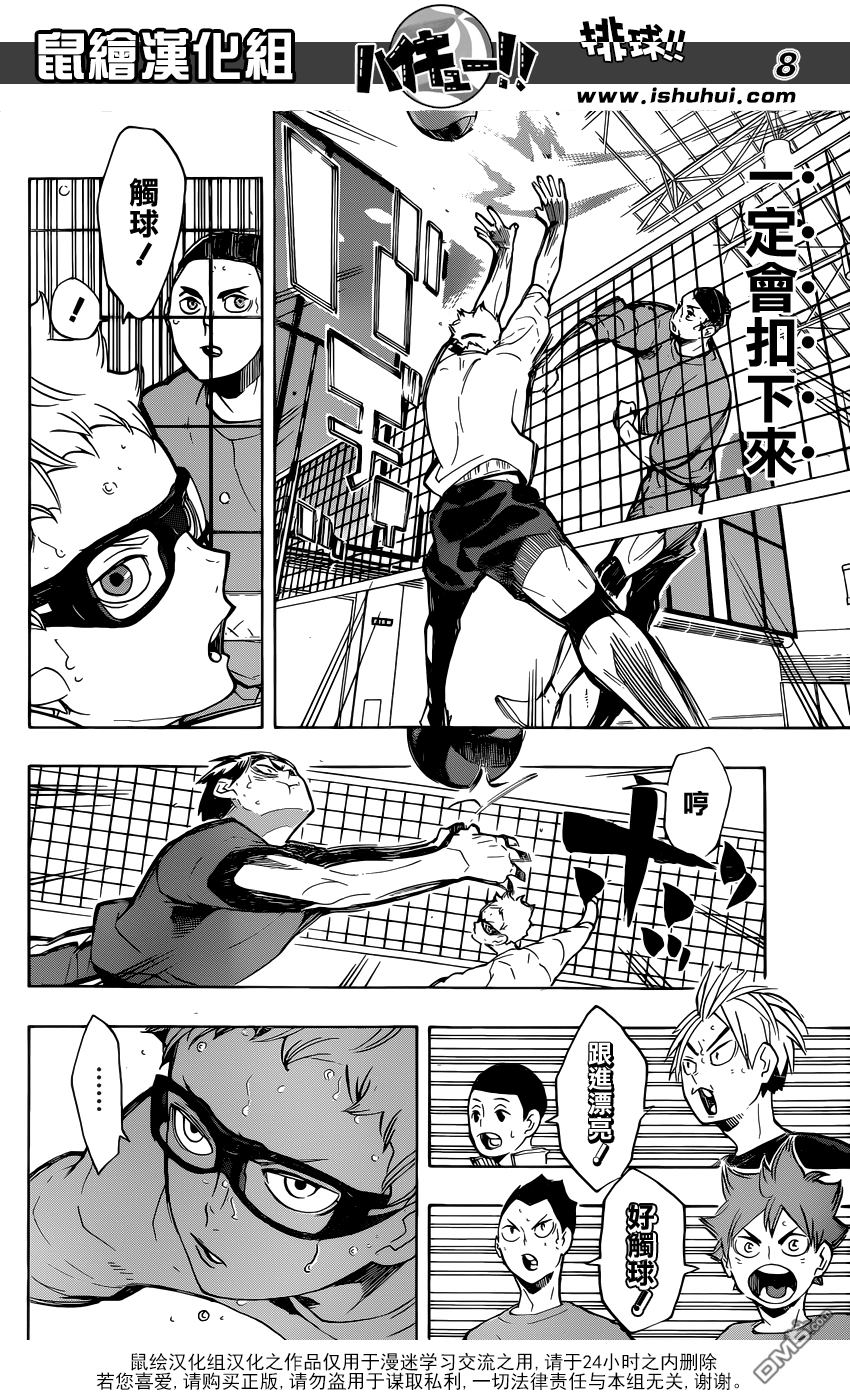 鼠繪漢化組
ハイキュー!!
排球!!
8
www.ishuhui.com
一定會扣下來
觸球！
！
哼
跟進漂亮！
好觸球！
……
鼠绘汉化组汉化之作品仅用于漫迷学习交流之用, 请于24小时之内删除
若您喜爱, 请购买正版, 请勿用于谋取私利, 一切法律责任与本组无关, 谢谢.
DM5.com